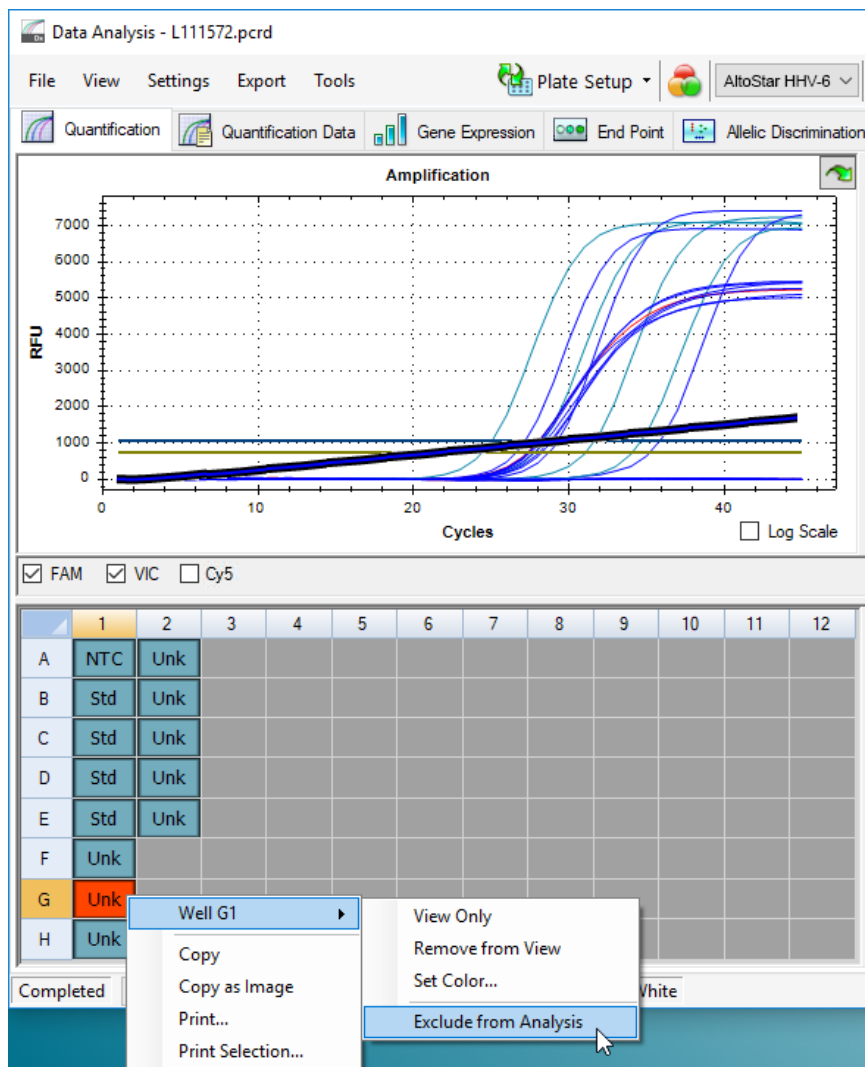 Data Analysis - L111572.pcrd
File View Settings Export Tools Plate Setup AltoStar HHV-6
Quantification Quantification Data Gene Expression End Point Allelic Discrimination
Amplification
7000
6000
5000
4000
3000
2000
1000
0
RFU
0 10 20 30 40
Cycles
Log Scale
FAM VIC Cy5
1 2 3 4 5 6 7 8 9 10 11 12
A NTC Unk
B Std Unk
C Std Unk
D Std Unk
E Std Unk
F Unk
G Unk
H Unk
Well G1
Copy
Copy as Image
Print...
Print Selection...
View Only
Remove from View
Set Color...
Exclude from Analysis
Completed